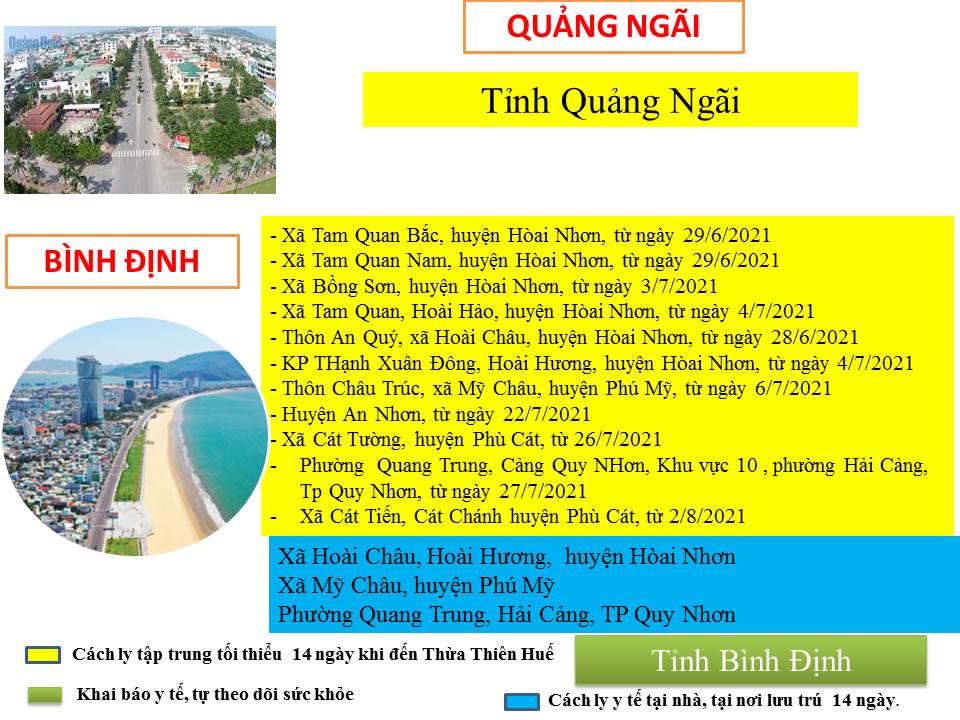 QUẢNG NGÃI
Tỉnh Quảng Ngãi
BÌNH ĐỊNH
- Xã Tam Quan Bắc, huyện Hòai Nhơn, từ ngày 29/6/2021
- Xã Tam Quan Nam, huyện Hòai Nhơn, từ ngày 29/6/2021
- Xã Bồng Sơn, huyện Hòai Nhơn, từ ngày 3/7/2021
- Xã Tam Quan, Hoài Hảo, huyện Hòai Nhơn, từ ngày 4/7/2021
- Thôn An Quý, xã Hoài Châu, huyện Hòai Nhơn, từ ngày 28/6/2021
- KP THạnh Xuân Đông, Hoài Hương, huyện Hòai Nhơn, từ ngày 4/7/2021
- Thôn Châu Trúc, xã Mỹ Châu, huyện Phú Mỹ, từ ngày 6/7/2021
- Huyện An Nhơn, từ ngày 22/7/2021
- Xã Cát Tường, huyện Phù Cát, từ 26/7/2021
- Phường Quang Trung, Cảng Quy NHơn, Khu vực 10 , phường Hải Cảng,
Tp Quy Nhơn, từ ngày 27/7/2021
- Xã Cát Tiến, Cát Chánh huyện Phù Cát, từ 2/8/2021
Xã Hoài Châu, Hoài Hương, huyện Hòai Nhơn
Xã Mỹ Châu, huyện Phú Mỹ
Phường Quang Trung, Hải Cảng, TP Quy Nhơn
Cách ly tập trung tối thiểu 14 ngày khi đến Thừa Thiên Huế
Tỉnh Bình Định
Khai báo y tế, tự theo dõi sức khỏe
Cách ly y tế tại nhà, tại nơi lưu trú 14 ngày.